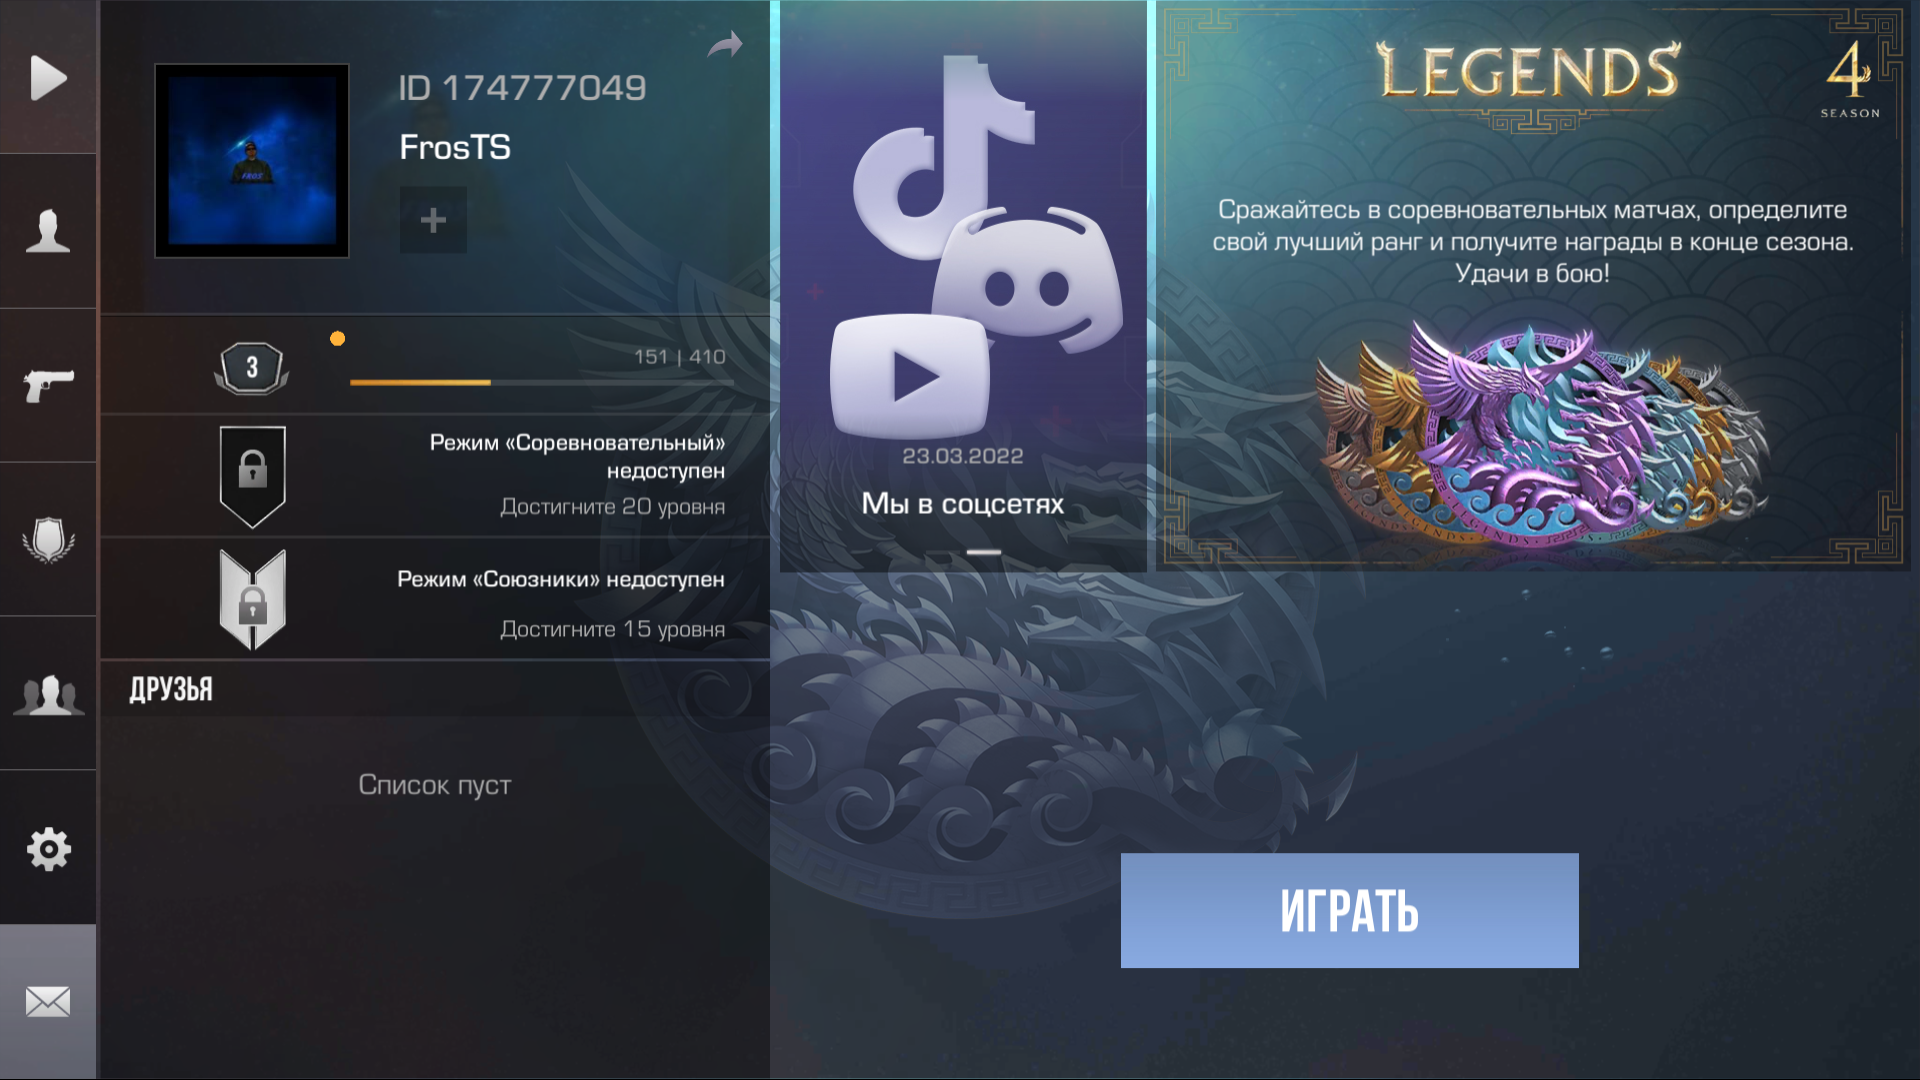 ID 174777049
FrosTS
FROS
3
151 | 410
Режим «Соревновательный»
недоступен
Достигните 20 уровня
Режим «Союзники» недоступен
Достигните 15 уровня
ДРУЗЬЯ
Список пуст
23.03.2022
Мы в соцсетях
LEGENDS
4
SEASON
Сражайтесь в соревновательных матчах, определите
свой лучший ранг и получите награды в конце сезона.
Удачи в бою!
LEGENDS
ИГРАТЬ